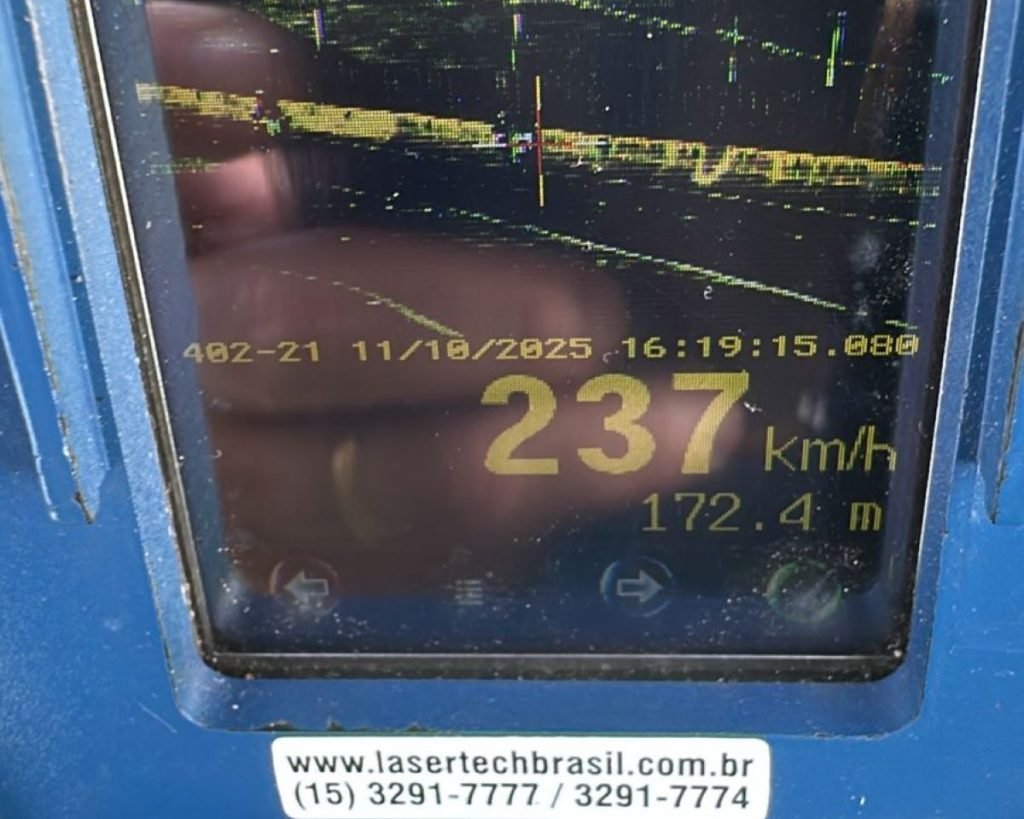 402-21 11/10/2025 16:19:15.080
237 km/h
172.4 m
www.lasertechbrasil.com.br
(15) 3291-7777 / 3291-7774